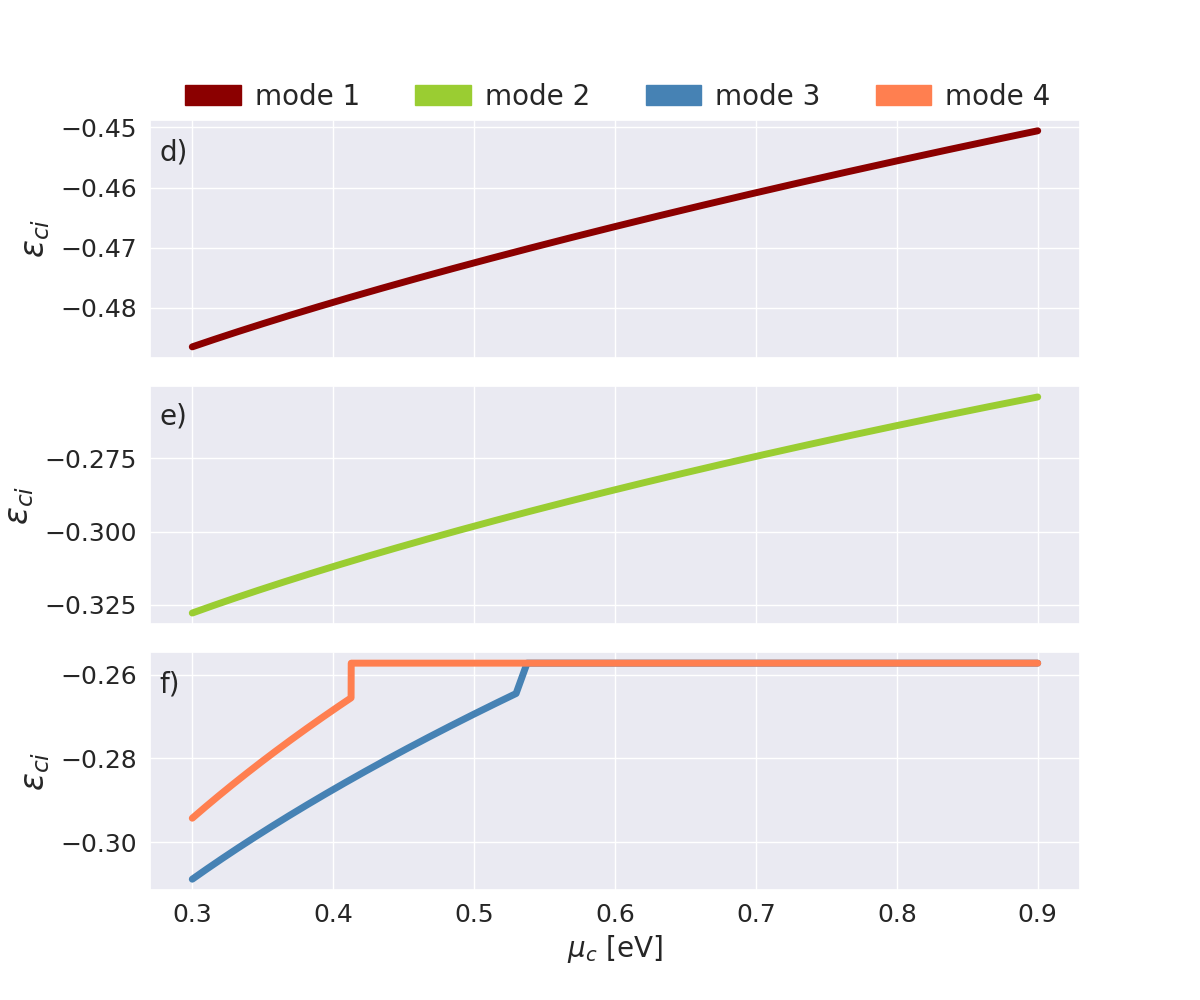 mode 1 mode 2 mode 3 mode 4
d)
−0.45
−0.46
−0.47
−0.48
ε_ci
e)
−0.275
−0.300
−0.325
ε_ci
f)
−0.26
−0.28
−0.30
ε_ci
0.3 0.4 0.5 0.6 0.7 0.8 0.9
μ_c [eV]